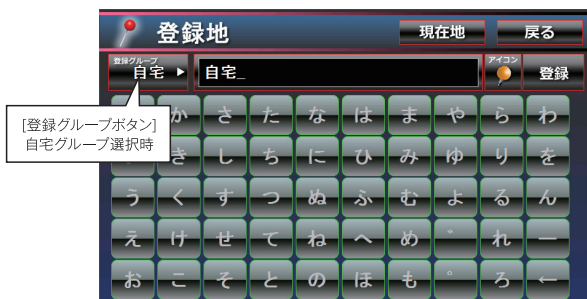 登録地
現在地
戻る
登録グループ
自宅
自宅_
アイコン
登録
[登録グループボタン]
自宅グループ選択時
か さ た な は ま や ら わ
き し ち に ひ み ゆ り を
う く す つ ぬ ふ む よ る ん
え け せ て ね へ め ゛ れ ー
お こ そ と の ほ も ゜ ろ ←